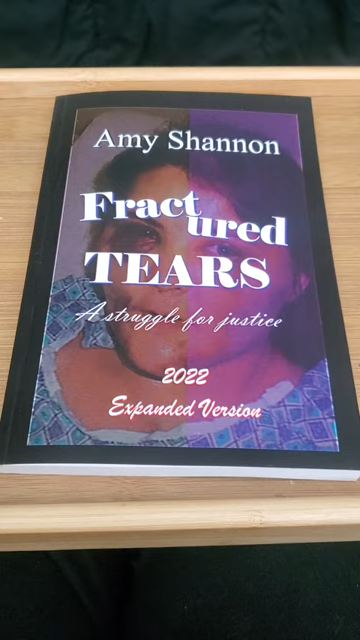 Amy Shannon
Fractured
TEARS
A struggle for justice
2022
Expanded Version